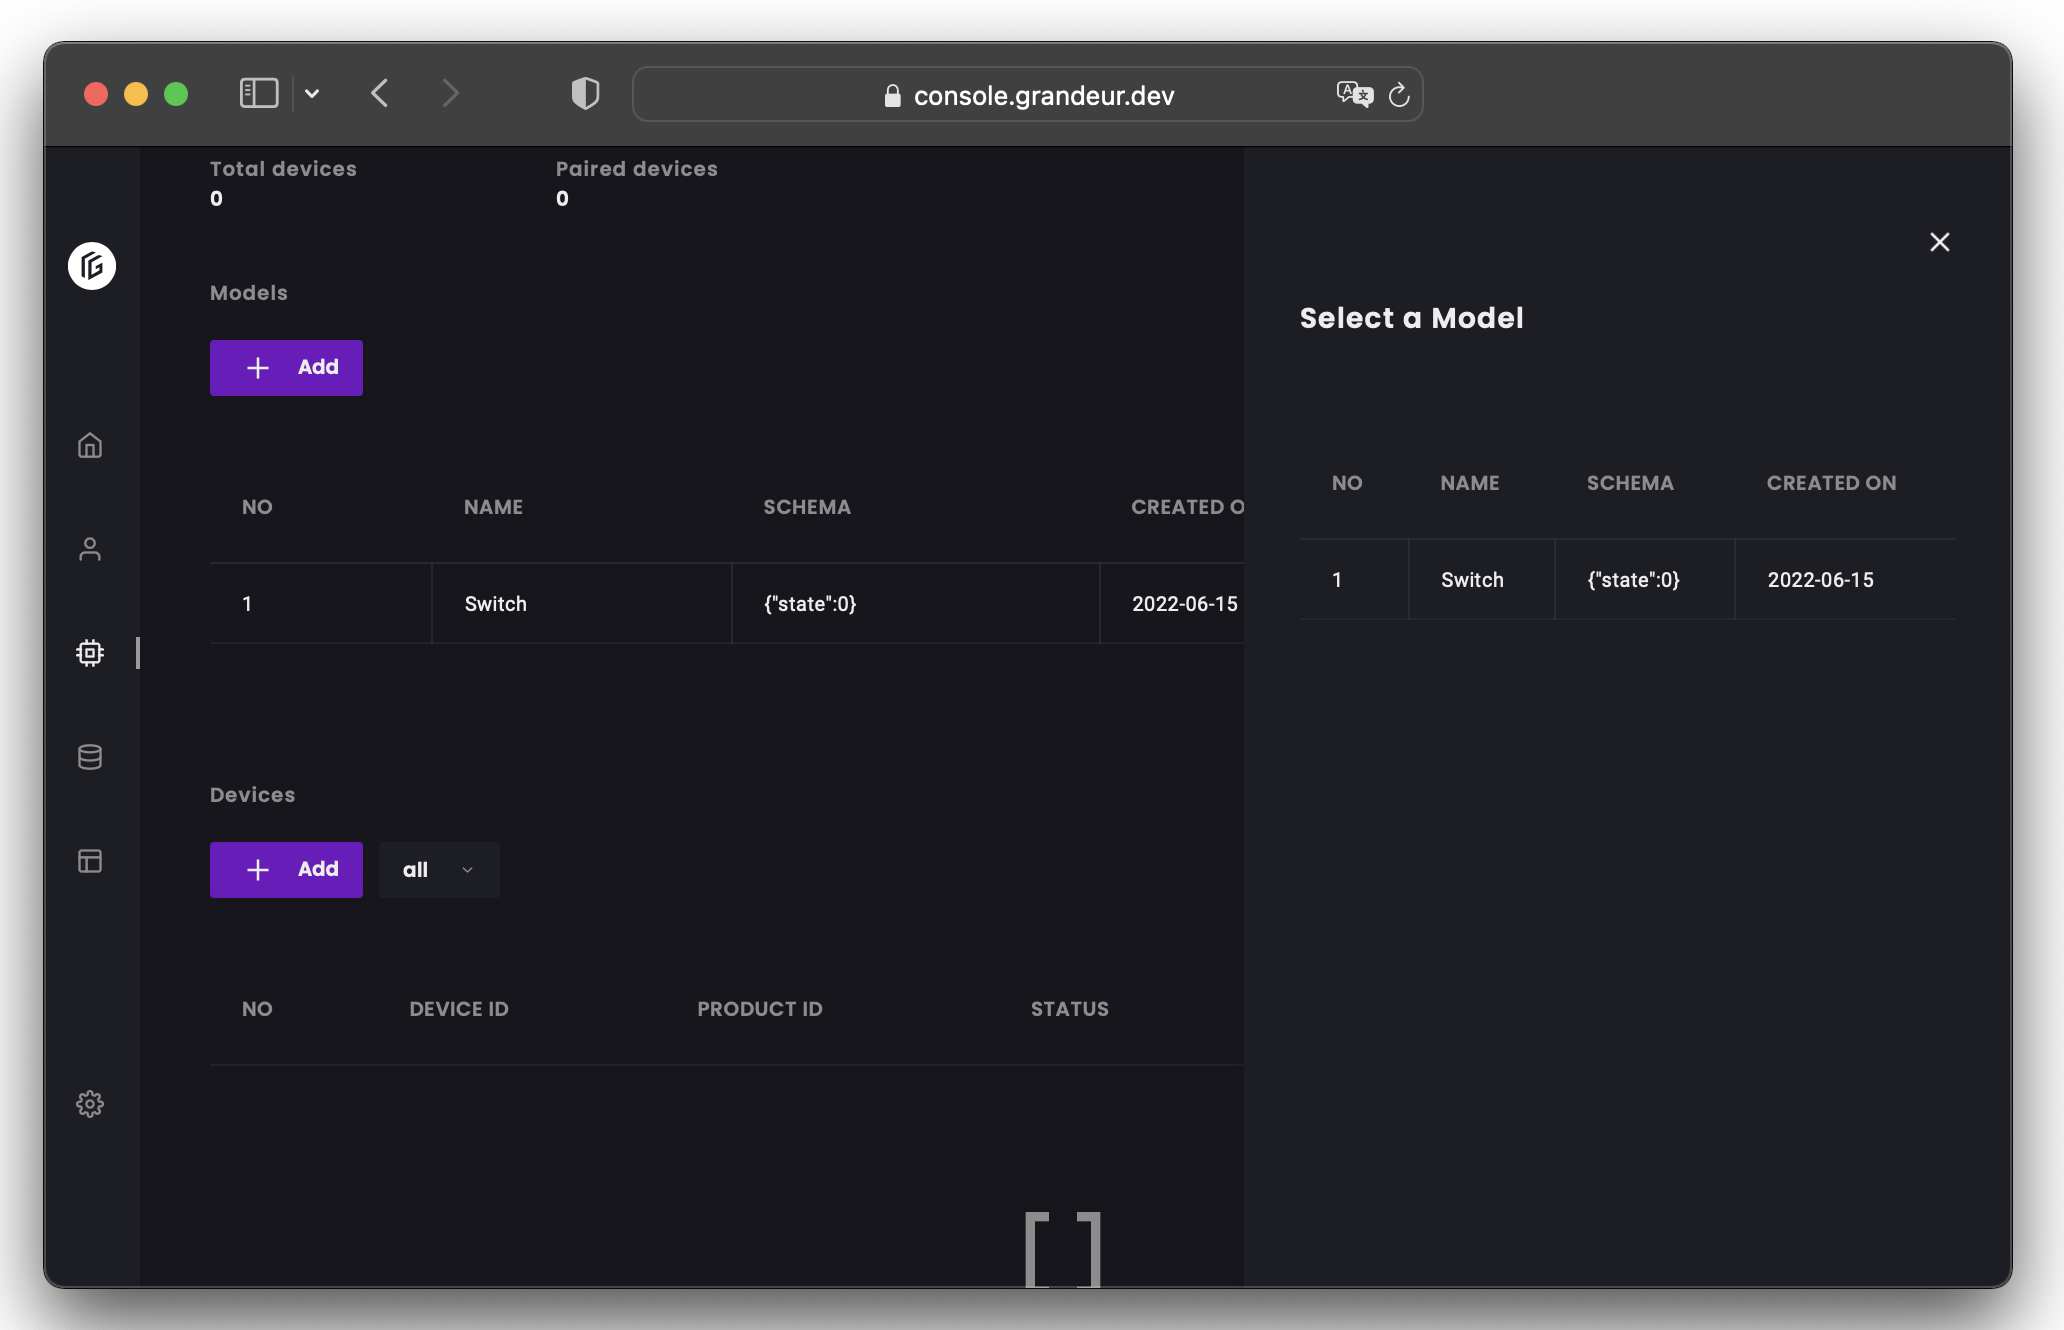 console.grandeur.dev
Total devices
0
Paired devices
0
Models
Add
NO NAME SCHEMA CREATED O
1 Switch {"state":0} 2022-06-15
Devices
Add all
NO DEVICE ID PRODUCT ID STATUS
[ ]
Select a Model
NO NAME SCHEMA CREATED ON
1 Switch {"state":0} 2022-06-15